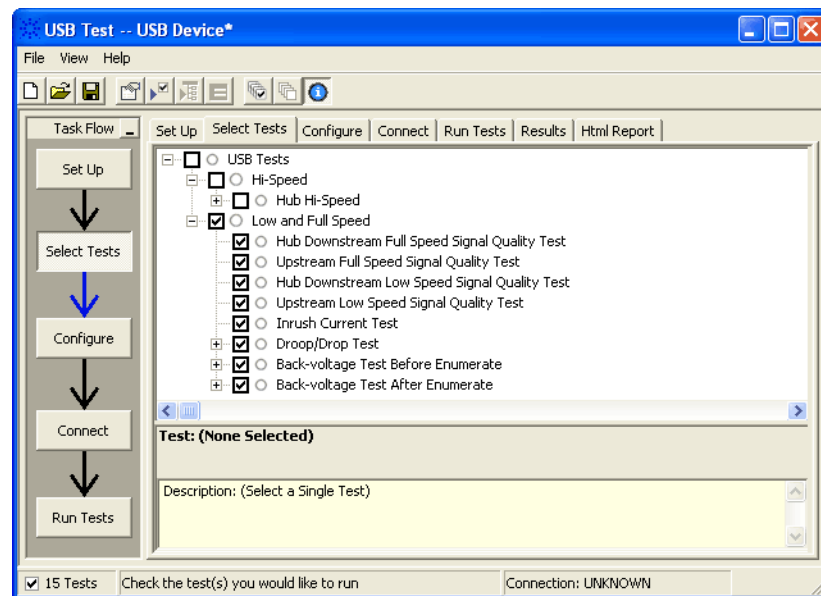 USB Test -- USB Device*
File View Help
Task Flow
Set Up
Select Tests
Configure
Connect
Run Tests
Set Up Select Tests Configure Connect Run Tests Results Html Report
USB Tests
Hi-Speed
Hub Hi-Speed
Low and Full Speed
Hub Downstream Full Speed Signal Quality Test
Upstream Full Speed Signal Quality Test
Hub Downstream Low Speed Signal Quality Test
Upstream Low Speed Signal Quality Test
Inrush Current Test
Droop/Drop Test
Back-voltage Test Before Enumerate
Back-voltage Test After Enumerate
Test: (None Selected)
Description: (Select a Single Test)
15 Tests Check the test(s) you would like to run Connection: UNKNOWN